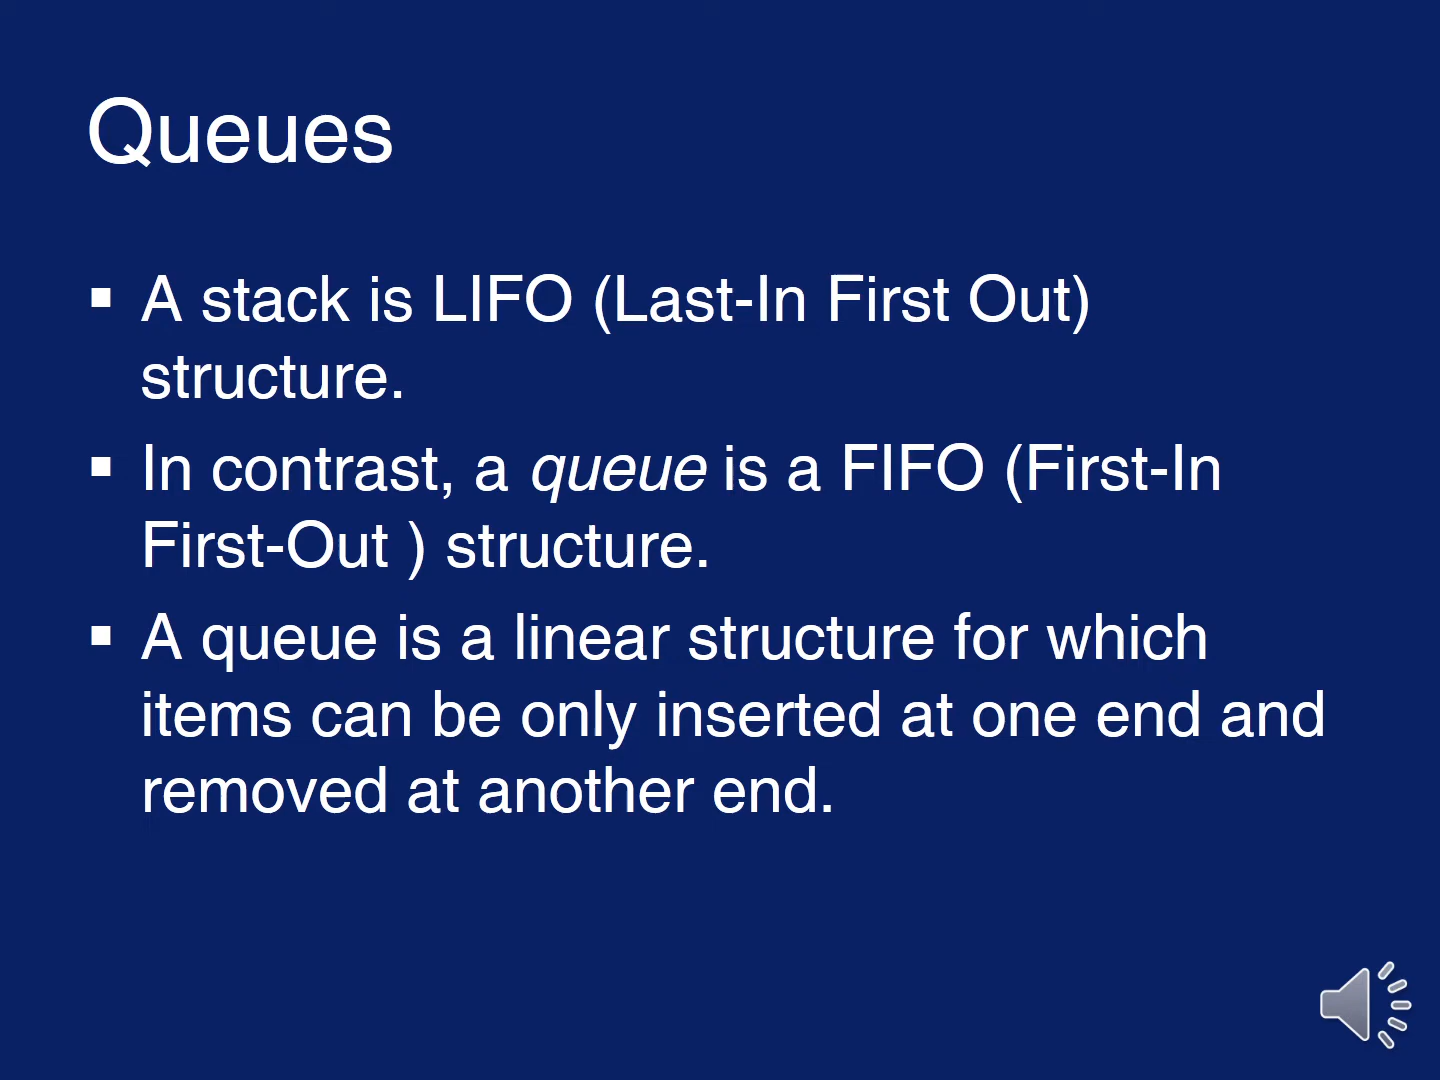 Queues
▪ A stack is LIFO (Last-In First Out)
structure.
▪ In contrast, a queue is a FIFO (First-In
First-Out ) structure.
▪ A queue is a linear structure for which
items can be only inserted at one end and
removed at another end.